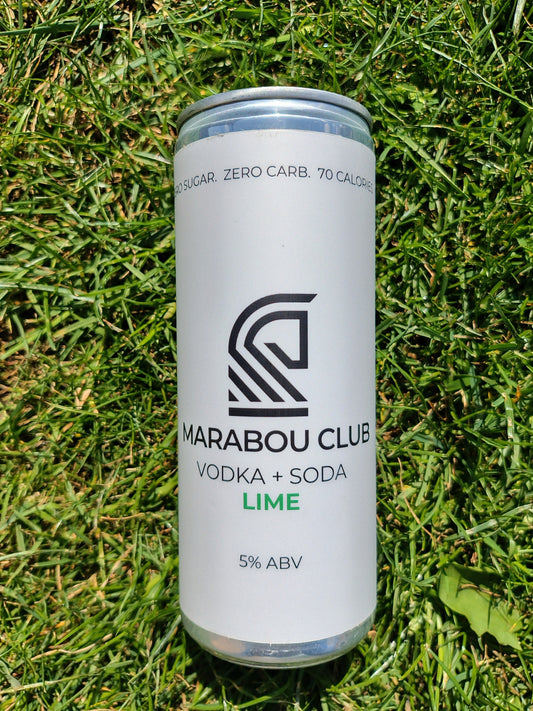 SUGAR. ZERO CARB. 70 CALORIES
MARABOU CLUB
VODKA + SODA
LIME
5% ABV